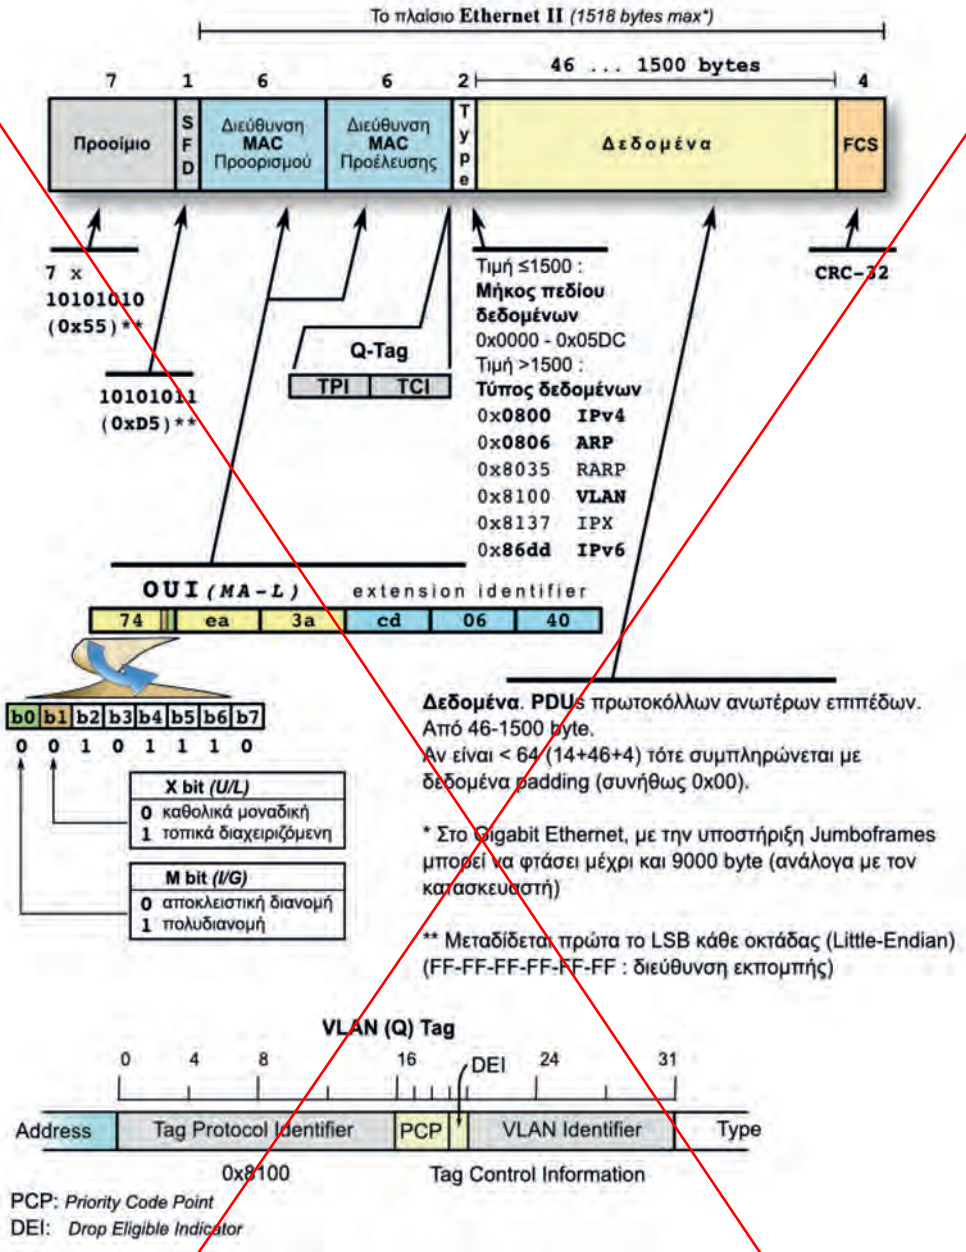 Το πλαίσιο Ethernet II (1518 bytes max*)
7 1 6 6 2 46 ... 1500 bytes 4
Προοίμιο
SFD
Διεύθυνση
MAC
Προορισμού
Διεύθυνση
MAC
Προέλευσης
Type
Δεδομένα
FCS
7 x
10101010
(0x55)**
10101011
(0xD5)**
Q-Tag
TPI TCI
Τιμή ≤1500 :
Μήκος πεδίου
δεδομένων
0x0000 - 0x05DC
Τιμή >1500 :
Τύπος δεδομένων
0x0800 IPv4
0x0806 ARP
0x8035 RARP
0x8100 VLAN
0x8137 IPX
0x86dd IPv6
CRC-32
OUI (MA-L) extension identifier
74 ea 3a cd 06 40
b0 b1 b2 b3 b4 b5 b6 b7
0 0 1 0 1 1 1 0
X bit (U/L)
0 καθολικά μοναδική
1 τοπικά διαχειριζόμενη
M bit (I/G)
0 αποκλειστική διανομή
1 πολυδιανομή
Δεδομένα. PDUs πρωτοκόλλων ανωτέρων επιπέδων.
Από 46-1500 byte.
Αν είναι < 64 (14+46+4) τότε συμπληρώνεται με
δεδομένα padding (συνήθως 0x00).
* Στο Gigabit Ethernet, με την υποστήριξη Jumboframes
μπορεί να φτάσει μέχρι και 9000 byte (ανάλογα με τον
κατασκευαστή)
** Μεταδίδεται πρώτα το LSB κάθε οκτάδας (Little-Endian)
(FF-FF-FF-FF-FF-FF : διεύθυνση εκπομπής)
VLAN (Q) Tag
0 4 8 16 24 31
DEI
Address Tag Protocol Identifier PCP VLAN Identifier Type
0x8100 Tag Control Information
PCP: Priority Code Point
DEI: Drop Eligible Indicator